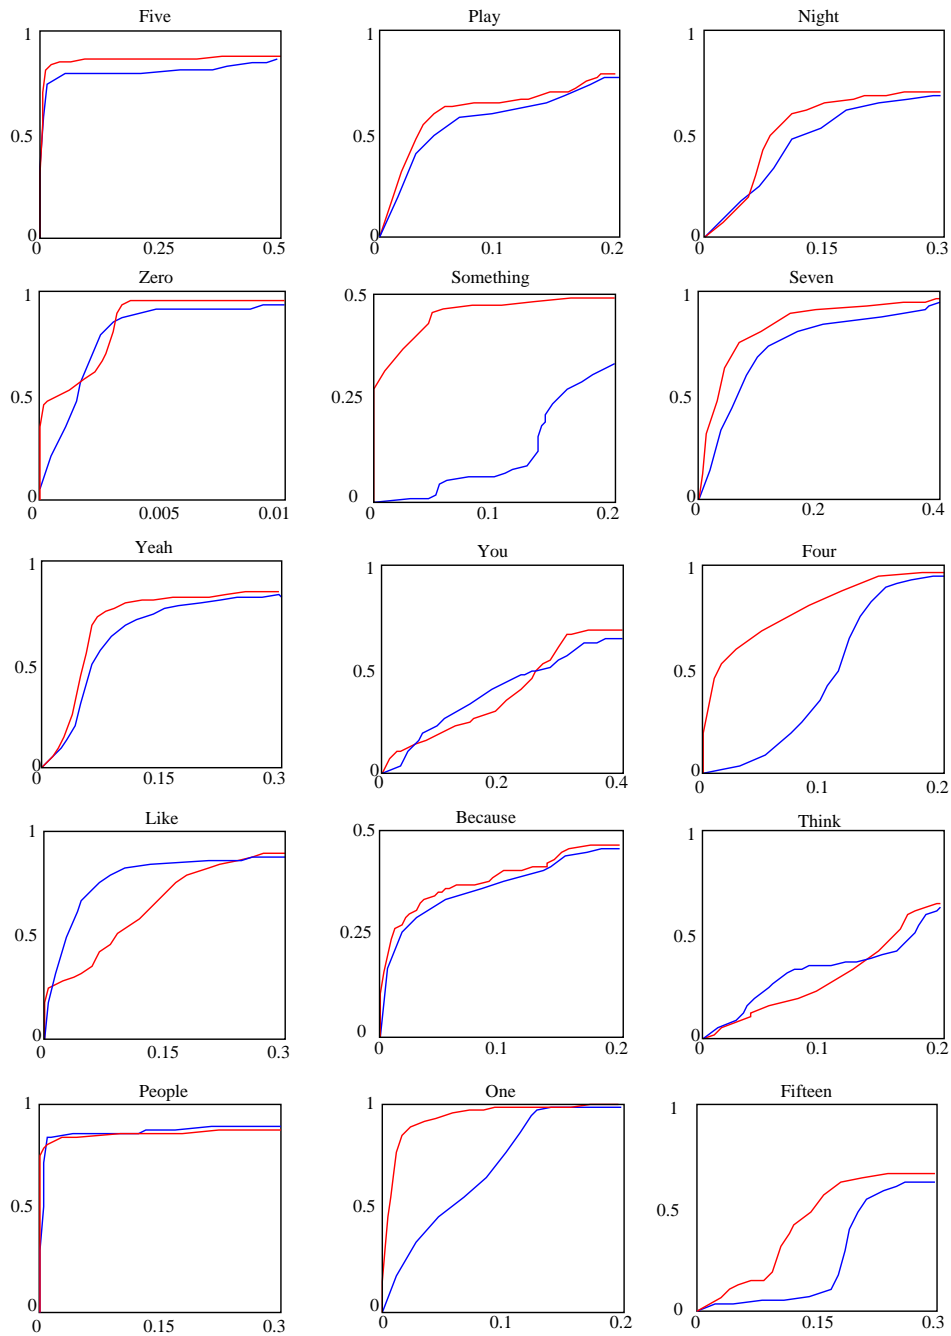 Five Play Night
1 1 1
0.5 0.5 0.5
0 0 0
0 0.25 0.5 0 0.1 0.2 0 0.15 0.3
Zero Something Seven
1 0.5 1
0.5 0.25 0.5
0 0 0
0 0.005 0.01 0 0.1 0.2 0 0.2 0.4
Yeah You Four
1 1 1
0.5 0.5 0.5
0 0 0
0 0.15 0.3 0 0.2 0.4 0 0.1 0.2
Like Because Think
1 0.5 1
0.5 0.25 0.5
0 0 0
0 0.15 0.3 0 0.1 0.2 0 0.1 0.2
People One Fifteen
1 1 1
0.5 0.5 0.5
0 0 0
0 0.15 0.3 0 0.1 0.2 0 0.15 0.3